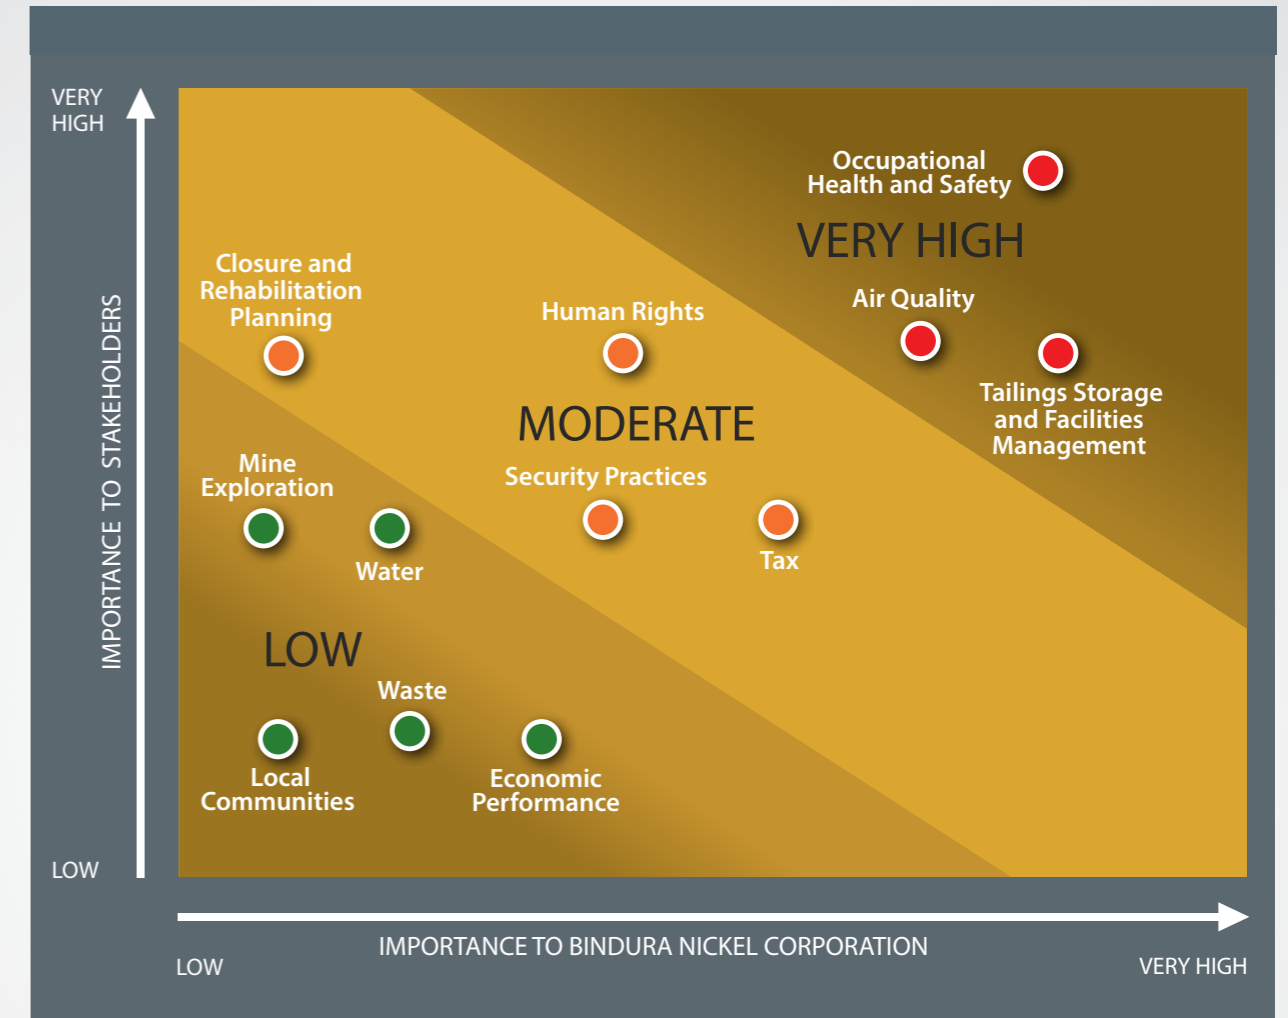 VERY
HIGH
Occupational
Health and Safety
VERY HIGH
Closure and
Rehabilitation
Planning
Human Rights
Air Quality
Tailings Storage
and Facilities
Management
MODERATE
Mine
Exploration
Security Practices
Water
Tax
IMPORTANCE TO STAKEHOLDERS
LOW
Waste
Local
Communities
Economic
Performance
LOW
IMPORTANCE TO BINDURA NICKEL CORPORATION
LOW
VERY HIGH